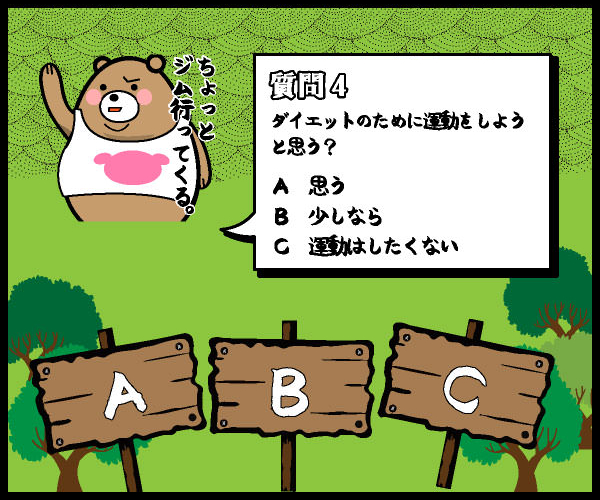 ちょっと
ジム行ってくる。
質問4
ダイエットのために運動をしよう
と思う？
A 思う
B 少しなら
C 運動はしたくない
A
B
C